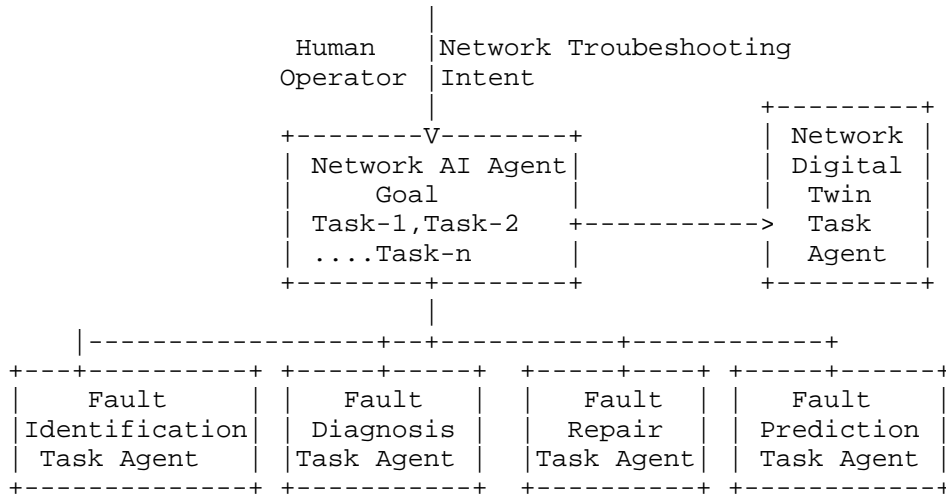 Human Network Troubeshooting
Operator Intent
Network
Network AI Agent Digital
Goal Twin
Task-1,Task-2 Task
....Task-n Agent
Fault Fault Fault Fault
Identification Diagnosis Repair Prediction
Task Agent Task Agent Task Agent Task Agent